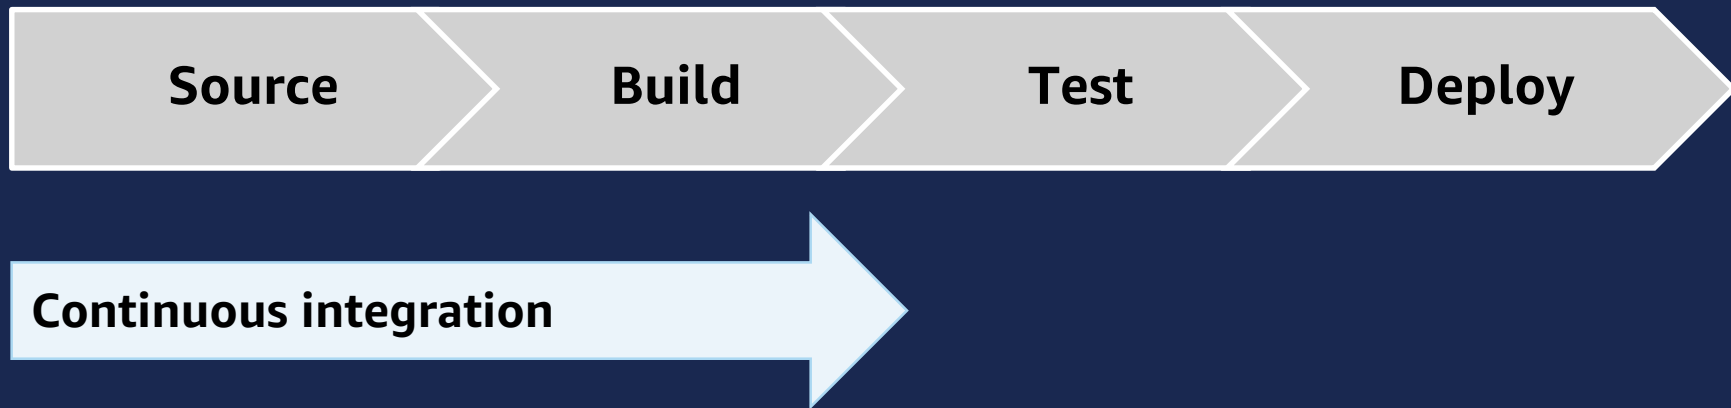 Source
Build
Test
Deploy
Continuous integration